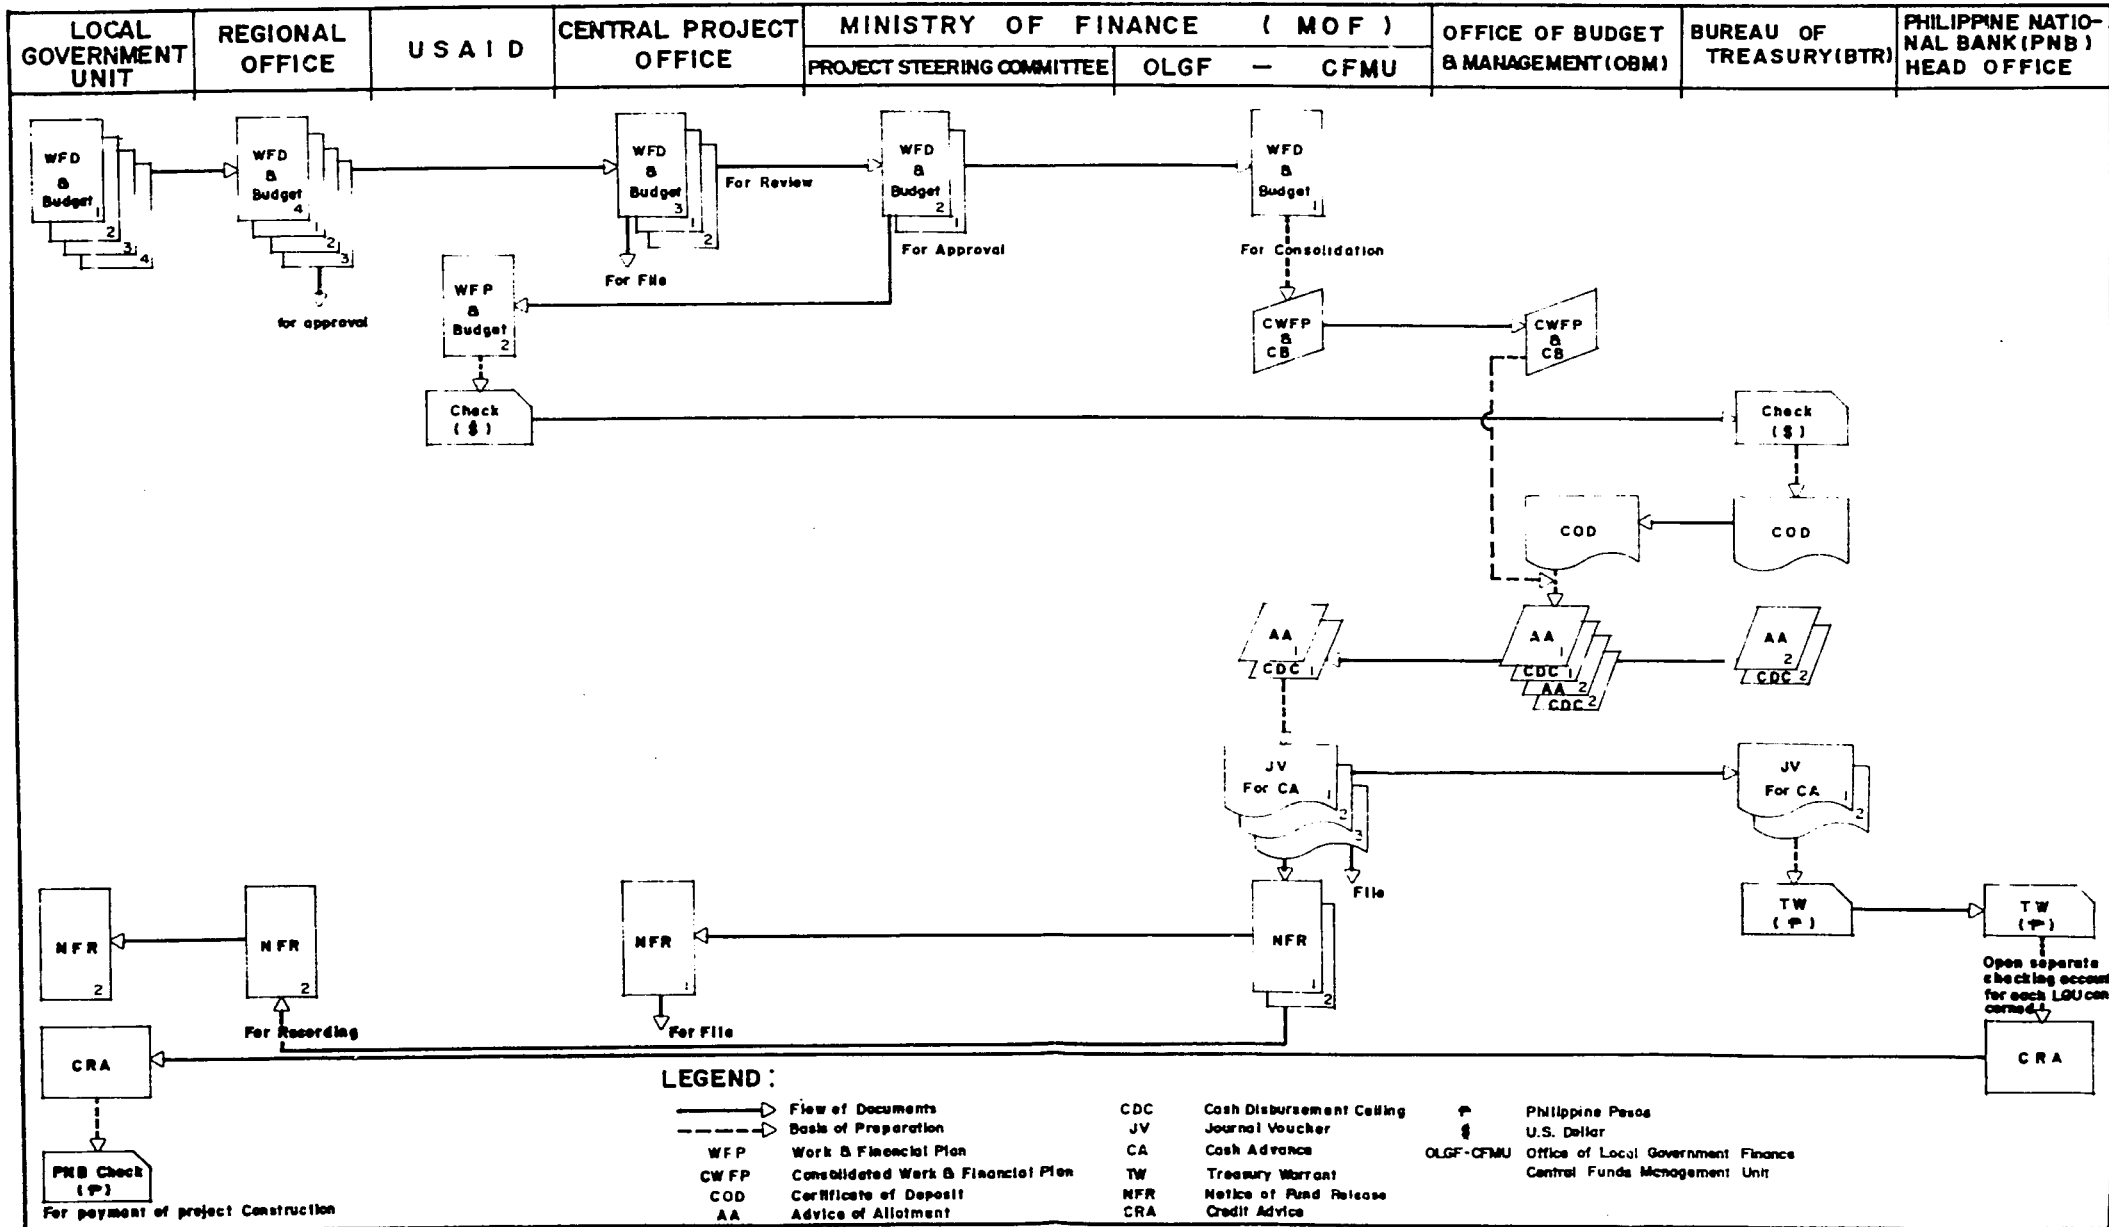 LOCAL GOVERNMENT UNIT
REGIONAL OFFICE
USAID
CENTRAL PROJECT OFFICE
MINISTRY OF FINANCE ( MOF )
PROJECT STEERING COMMITTEE
OLGF — CFMU
OFFICE OF BUDGET & MANAGEMENT (OBM)
BUREAU OF TREASURY (BTR)
PHILIPPINE NATIO-
NAL BANK (PNB)
HEAD OFFICE
WFD
&
Budget
1
2
3
4
WFD
&
Budget
4
1
2
3
for approval
WFD
&
Budget
3
1
2
For Review
For File
WFD
&
Budget
2
1
For Approval
WFD
&
Budget
1
For Consolidation
WFP
&
Budget
2
CWFP
&
CB
CWFP
&
CB
Check
($)
Check
($)
COD
COD
AA
1
CDC 1
AA
1
CDC 1
AA 2
CDC 2
AA
2
CDC 2
JV
For CA
1
2
3
File
JV
For CA
1
2
NFR
2
NFR
2
For Recording
NFR
1
For File
NFR
1
2
TW
(₱)
TW
(₱)
Open separate
checking accoun
for each LGU con
cerned
CRA
CRA
PNB Check
(₱)
For payment of project Construction
LEGEND :
Flow of Documents
Basis of Preparation
WFP Work & Financial Plan
CWFP Consolidated Work & Financial Plan
COD Certificate of Deposit
AA Advice of Allotment
CDC Cash Disbursement Ceiling
JV Journal Voucher
CA Cash Advance
TW Treasury Warrant
NFR Notice of Fund Release
CRA Credit Advice
₱ Philippine Pesos
$ U.S. Dollar
OLGF-CFMU Office of Local Government Finance
Central Funds Management Unit